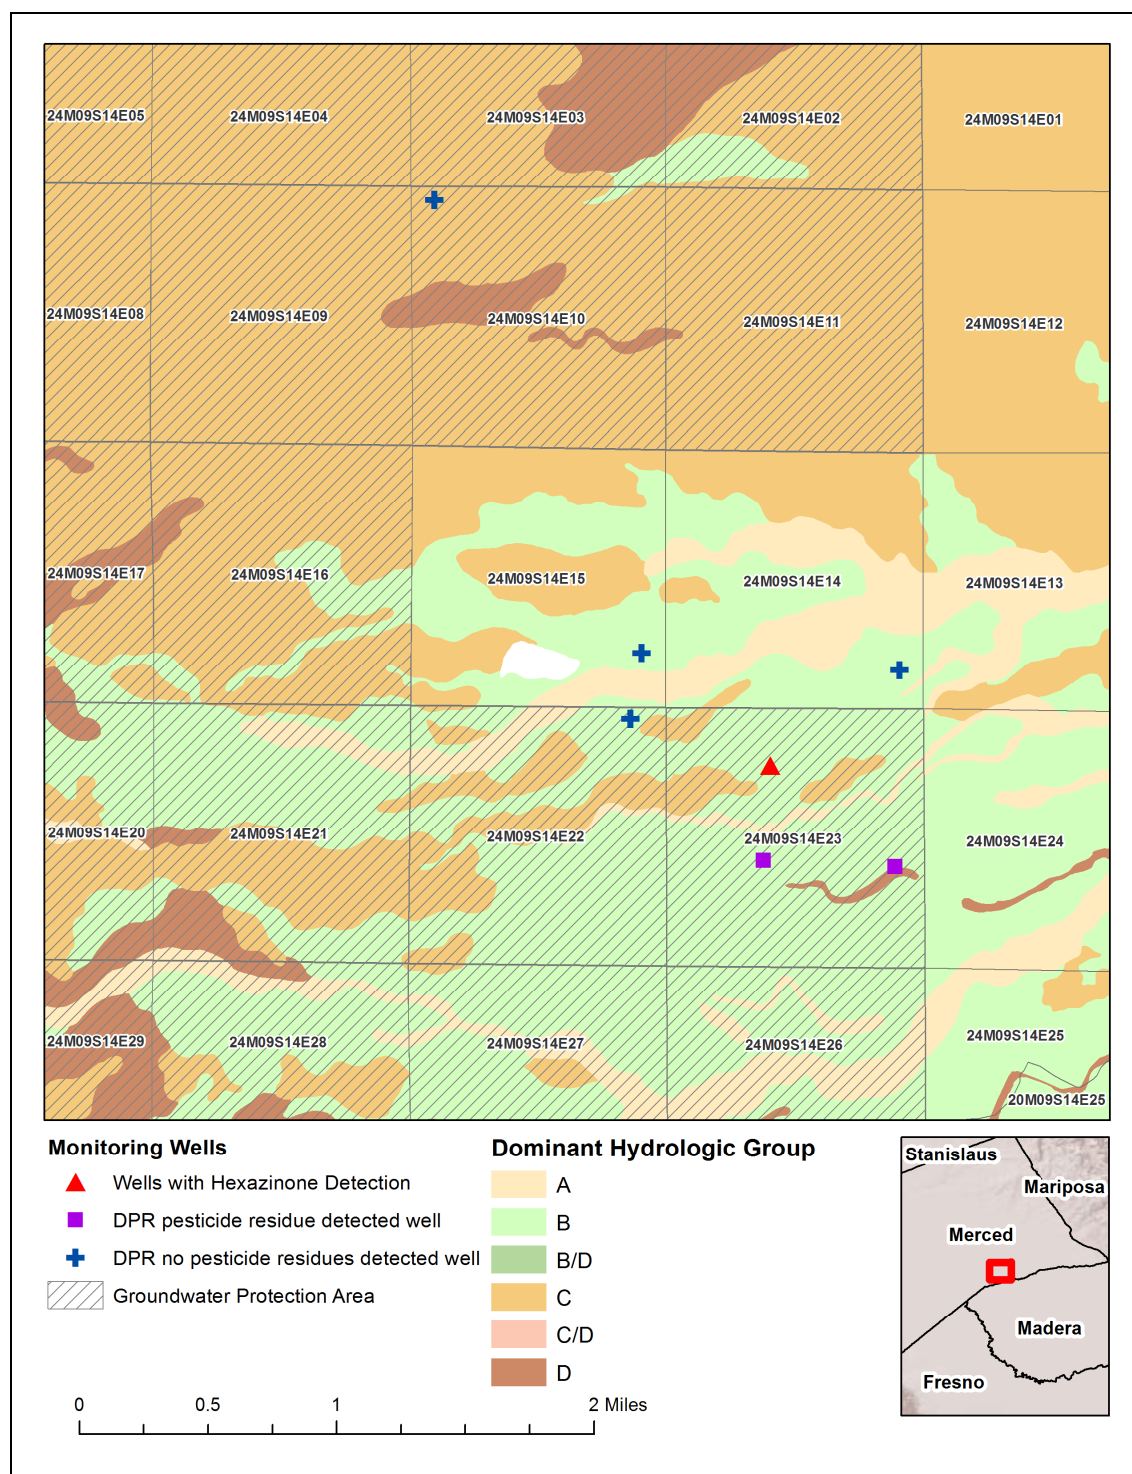 24M09S14E05
24M09S14E04
24M09S14E03
24M09S14E02
24M09S14E01
24M09S14E08
24M09S14E09
24M09S14E10
24M09S14E11
24M09S14E12
24M09S14E17
24M09S14E16
24M09S14E15
24M09S14E14
24M09S14E13
24M09S14E20
24M09S14E21
24M09S14E22
24M09S14E23
24M09S14E24
24M09S14E29
24M09S14E28
24M09S14E27
24M09S14E26
24M09S14E25
20M09S14E25
Monitoring Wells
Wells with Hexazinone Detection
DPR pesticide residue detected well
DPR no pesticide residues detected well
Groundwater Protection Area
Dominant Hydrologic Group
A
B
B/D
C
C/D
D
0 0.5 1 2 Miles
Stanislaus
Mariposa
Merced
Madera
Fresno